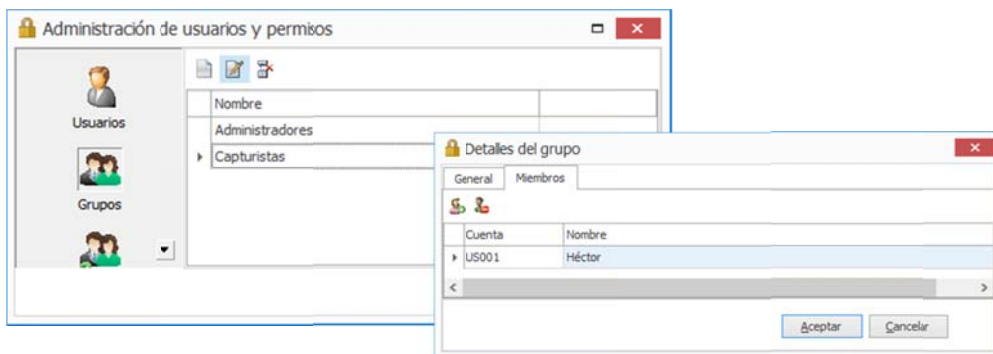 Administración de usuarios y permisos
Usuarios
Grupos
Nombre
Administradores
Capturistas
Detalles del grupo
General Miembros
Cuenta Nombre
US001 Héctor
Aceptar Cancelar